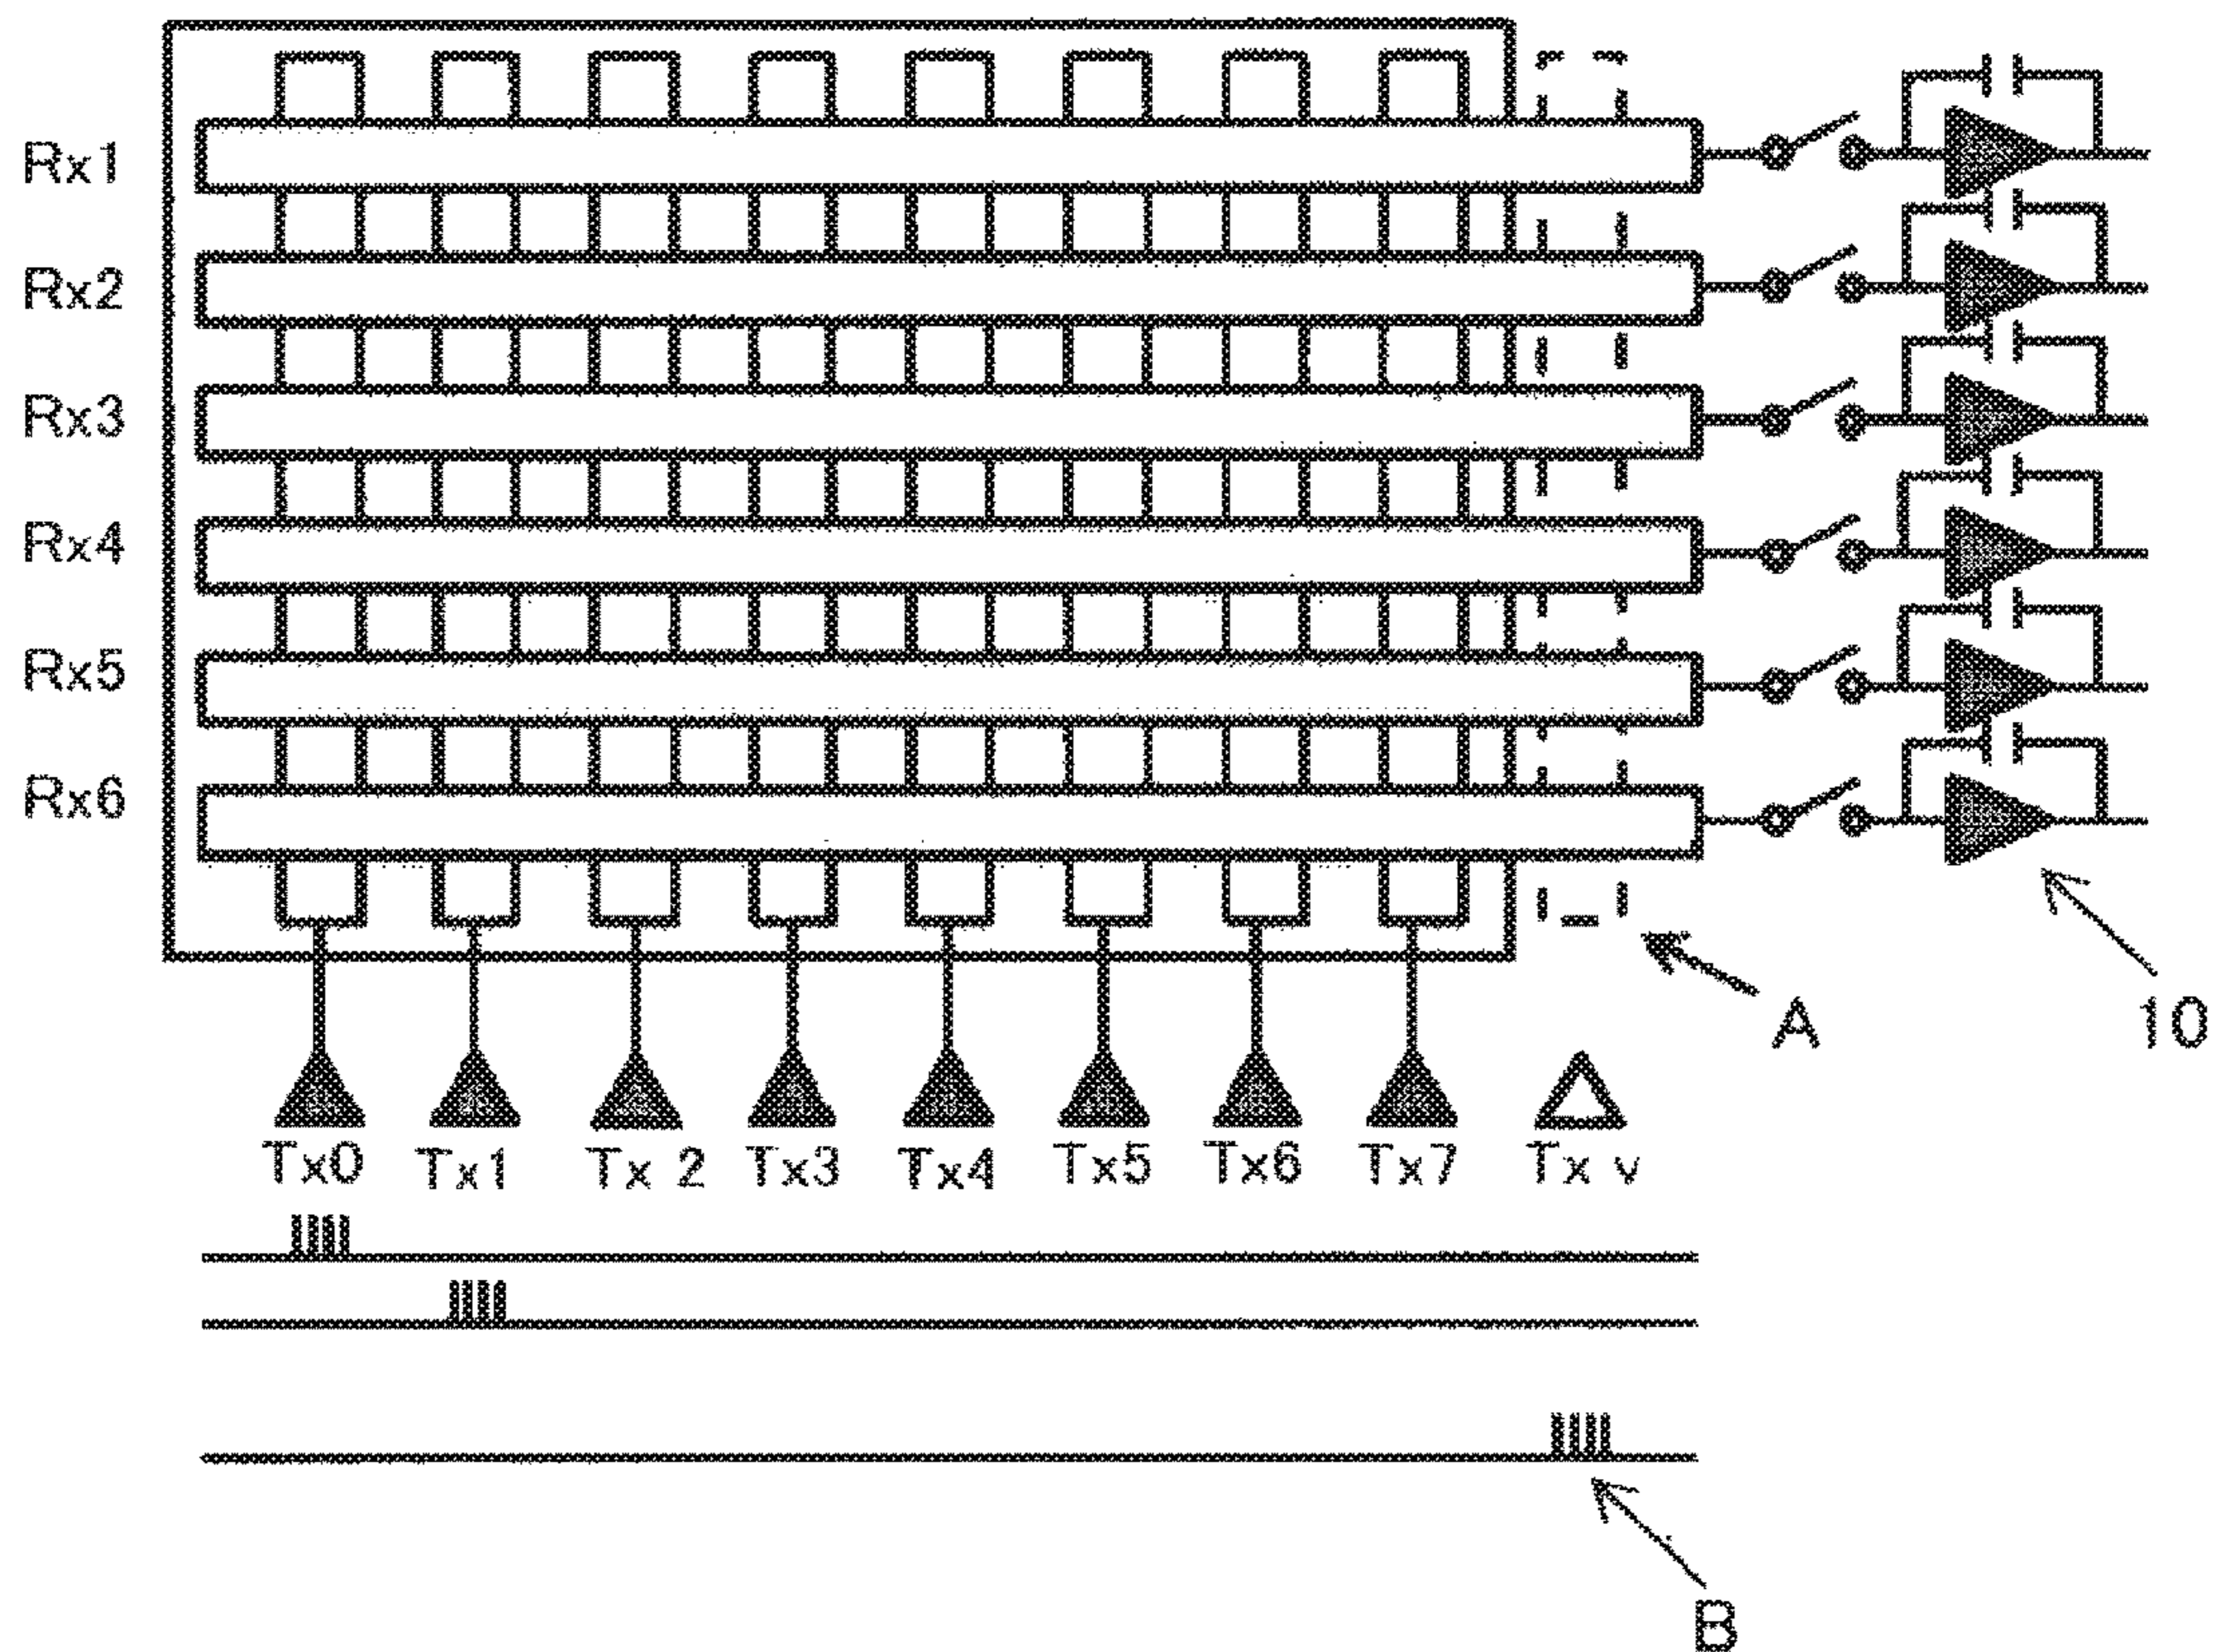 Rx1
Rx2
Rx3
Rx4
Rx5
Rx6
A
10
Tx0 Tx1 Tx 2 Tx3 Tx4 Tx5 Tx6 Tx7 Tx v
B